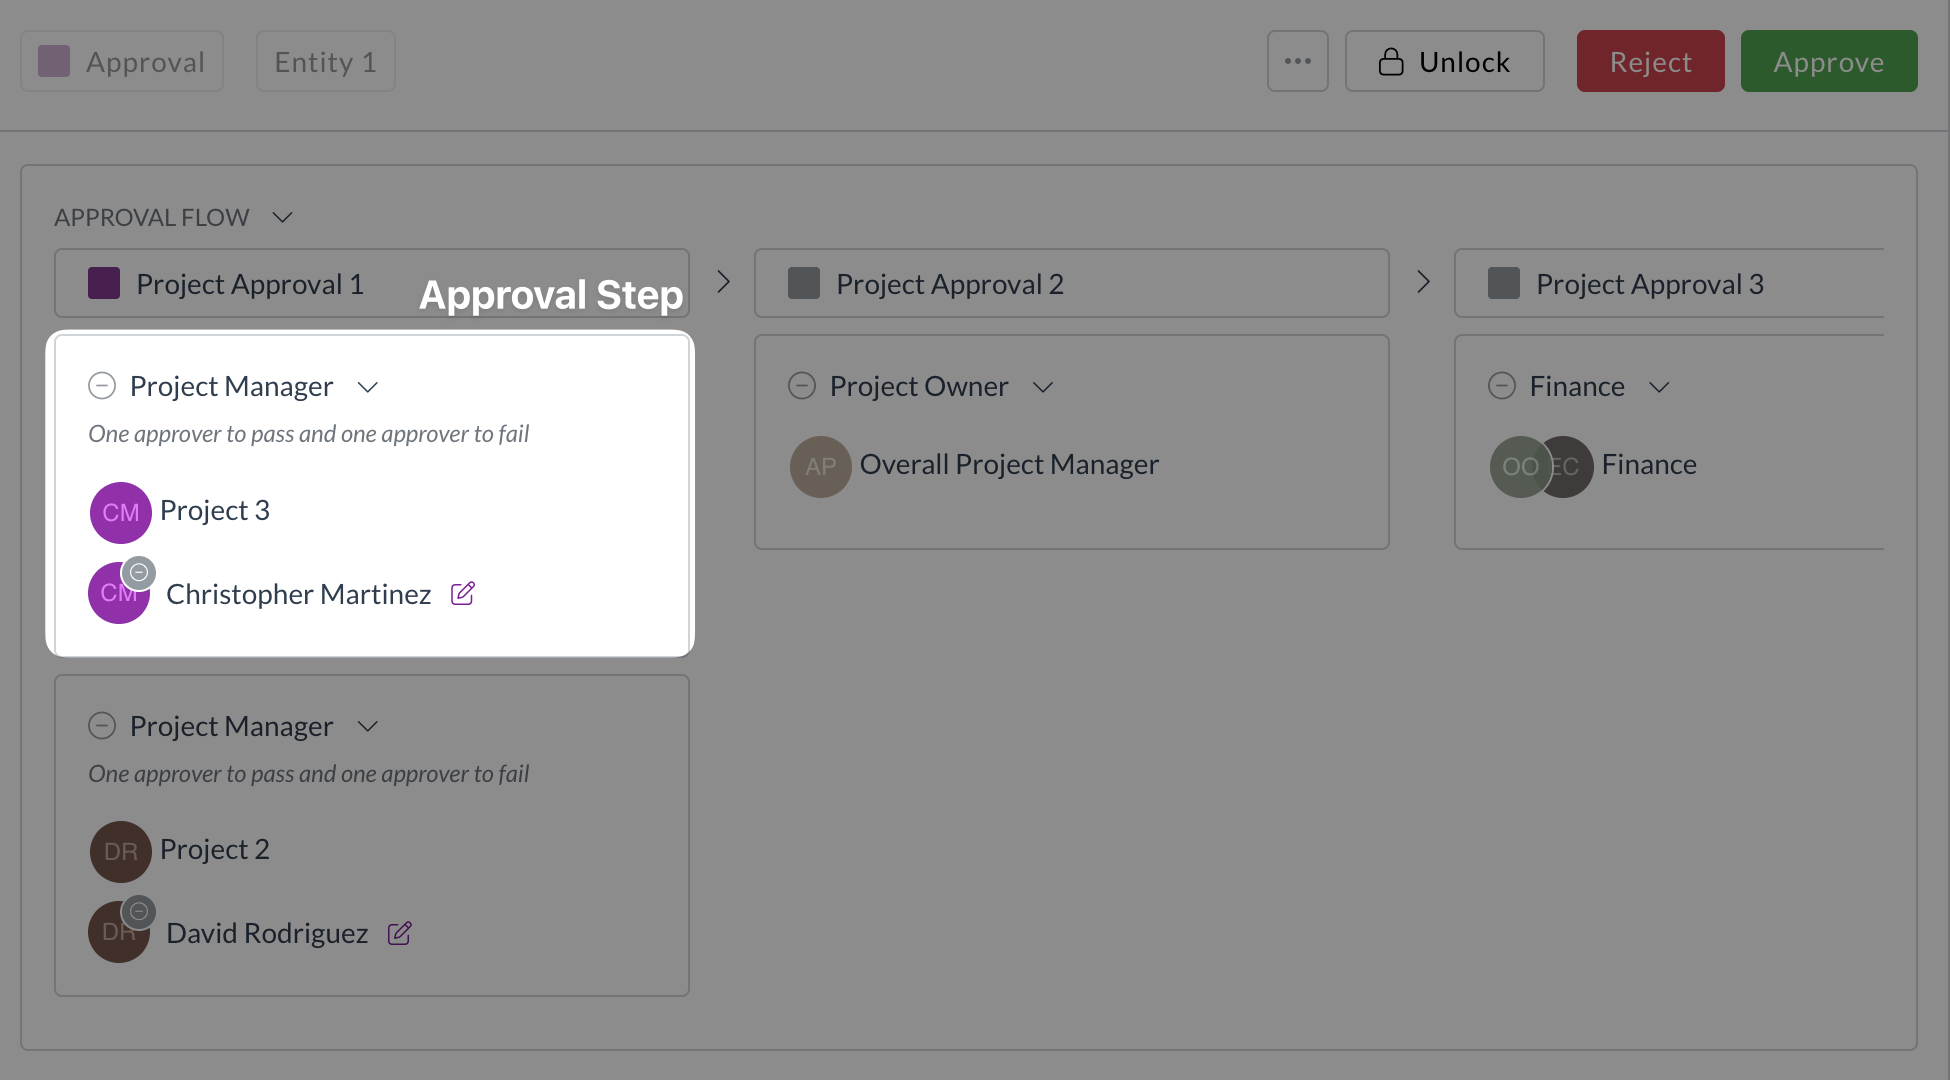 Approval
Entity 1
Unlock
Reject
Approve
APPROVAL FLOW
Project Approval 1
Approval Step
Project Manager
One approver to pass and one approver to fail
CM Project 3
CM Christopher Martinez
Project Manager
One approver to pass and one approver to fail
DR Project 2
DR David Rodriguez
Project Approval 2
Project Owner
AP Overall Project Manager
Project Approval 3
Finance
OO EC Finance